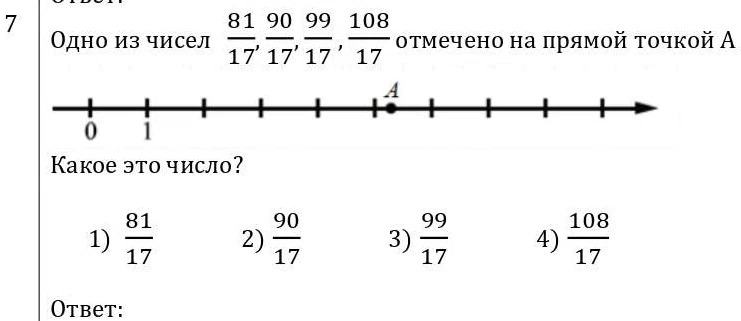 7
Одно из чисел 81/17, 90/17, 99/17, 108/17 отмечено на прямой точкой А
A
0 1
Какое это число?
1) 81/17 2) 90/17 3) 99/17 4) 108/17
Ответ: